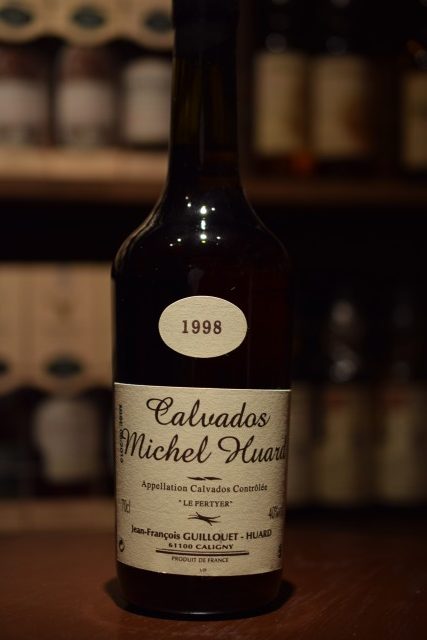 1998
Calvados
Michel Huard
Appellation Calvados Contrôlée
"LE PERTYER"
70cl 40%
Jean-François GUILLOUET - HUARD
61100 CALIGNY
PRODUIT DE FRANCE